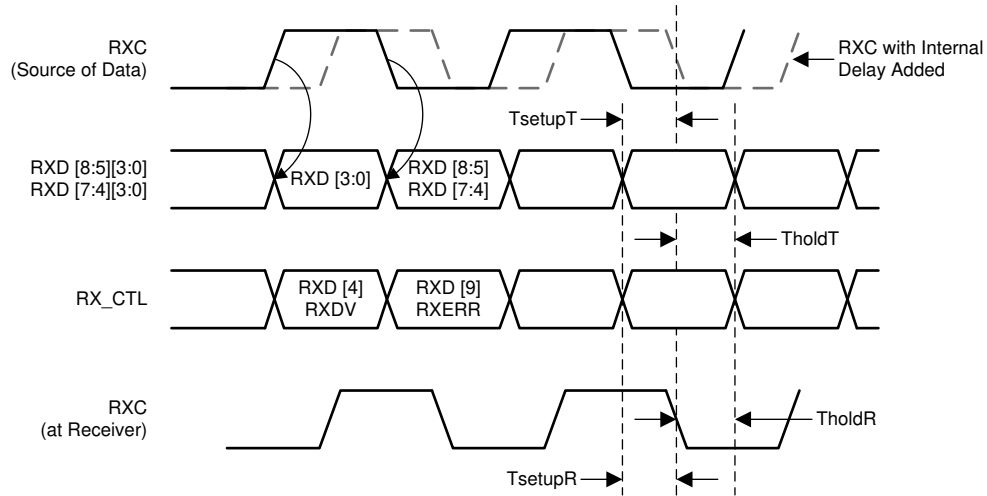 RXC
(Source of Data)
RXC with Internal
Delay Added
TsetupT
RXD [8:5][3:0]
RXD [7:4][3:0]
RXD [3:0]
RXD [8:5]
RXD [7:4]
TholdT
RX_CTL
RXD [4]
RXDV
RXD [9]
RXERR
RXC
(at Receiver)
TholdR
TsetupR